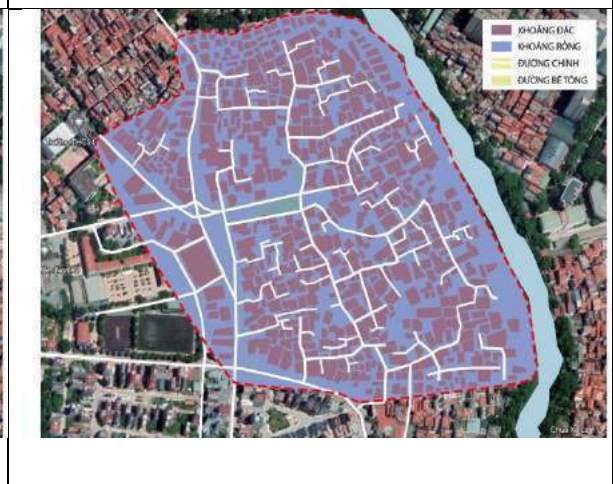 KHOẢNG ĐẶC
KHOẢNG RỖNG
ĐƯỜNG CHÍNH
ĐƯỜNG BÊ TÔNG